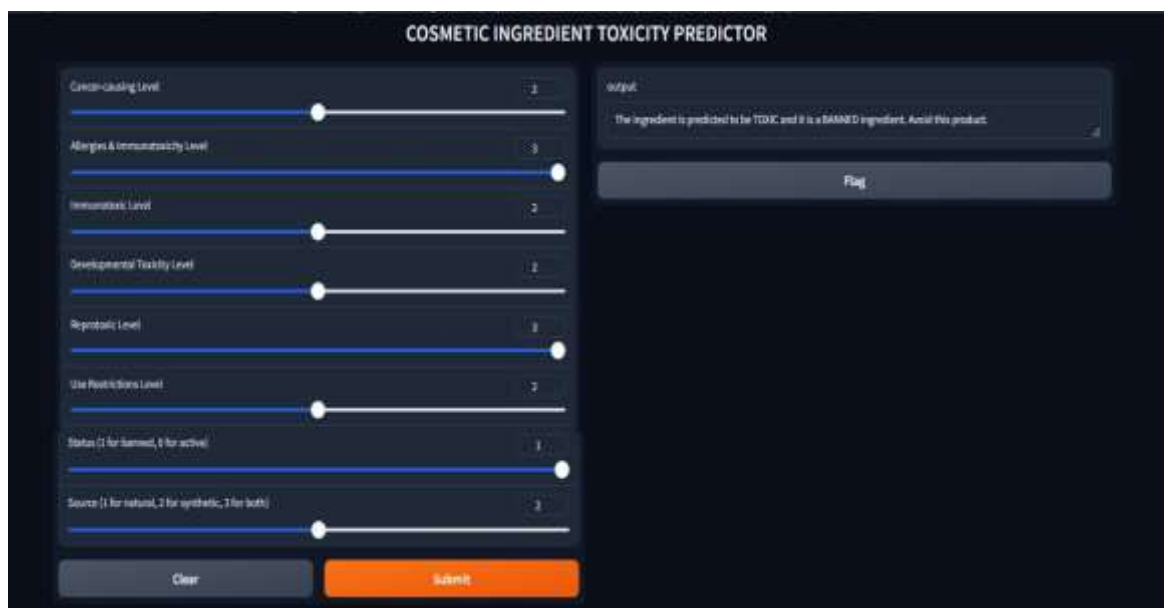 COSMETIC INGREDIENT TOXICITY PREDICTOR
Cancer-causing Level 2
Allergies & Immunotoxicity Level 3
Immunotoxic Level 2
Developmental Toxicity Level 2
Reprotoxic Level 3
Use Restrictions Level 2
Status (1 for banned, 0 for active) 1
Source (1 for natural, 2 for synthetic, 3 for both) 2
Clear
Submit
output
The ingredient is predicted to be TOXIC and it is a BANNED ingredient. Avoid this product.
Flag